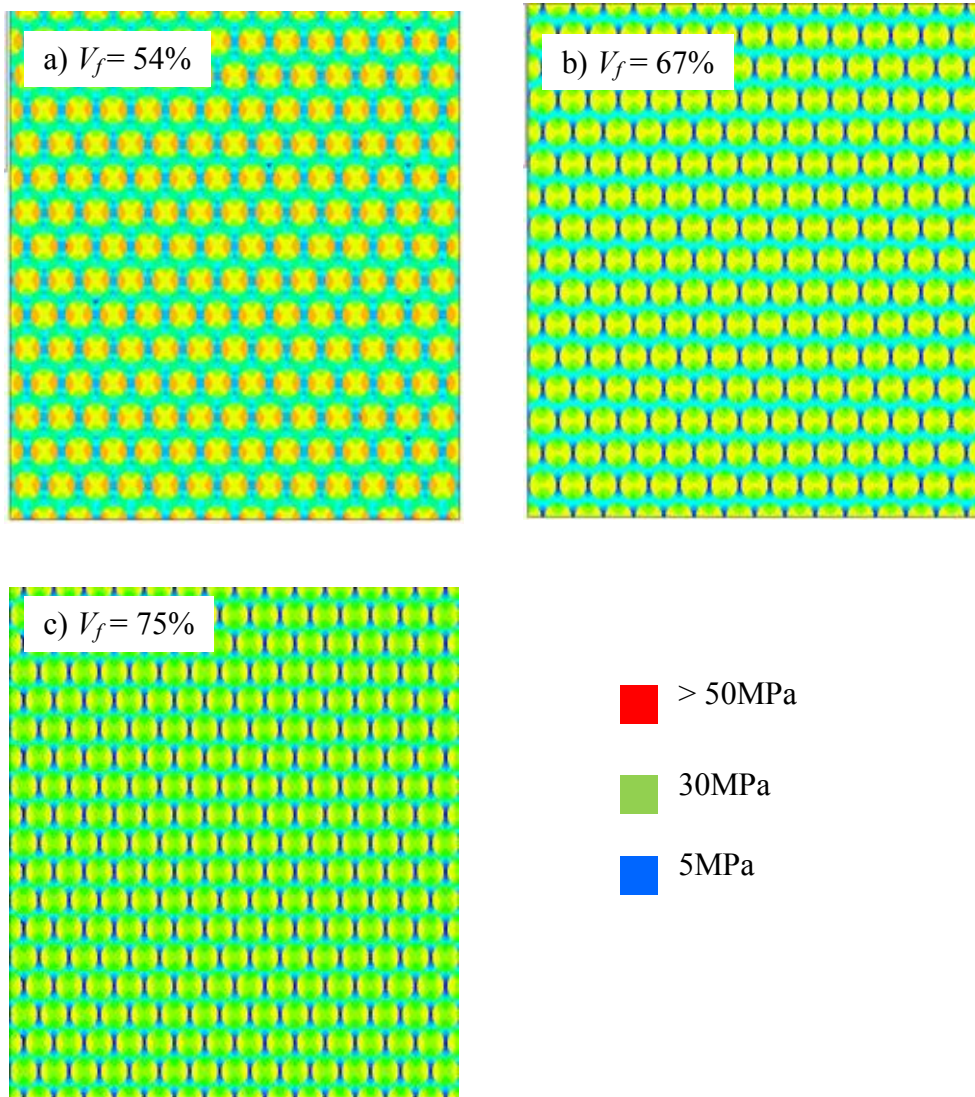 a) Vf = 54%
b) Vf = 67%
c) Vf = 75%
> 50MPa
30MPa
5MPa